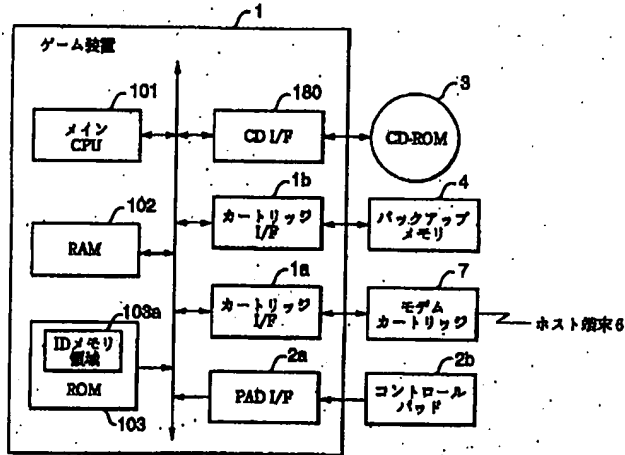 1
ゲーム装置
101
メイン
CPU
180
CD I/F
3
CD-ROM
1b
カートリッジ
I/F
4
バックアップ
メモリ
102
RAM
1a
カートリッジ
I/F
7
モデム
カートリッジ
ホスト端末6
103a
IDメモリ
領域
ROM
103
2a
PAD I/F
2b
コントロール
パッド